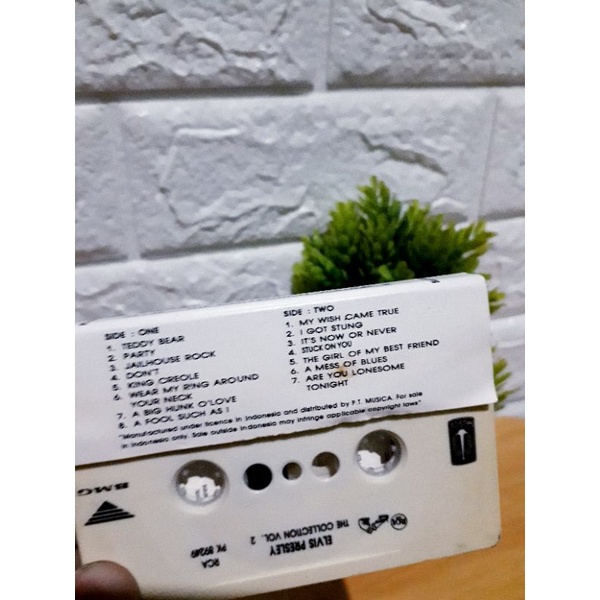 SIDE : ONE
1. TEDDY BEAR
2. PARTY
3. JAILHOUSE ROCK
4. DON'T
5. KING CREOLE
6. WEAR MY RING AROUND
YOUR NECK
7. A BIG HUNK O'LOVE
8. A FOOL SUCH AS I
SIDE : TWO
1. MY WISH CAME TRUE
2. I GOT STUNG
3. IT'S NOW OR NEVER
4. STUCK ON YOU
5. THE GIRL OF MY BEST FRIEND
6. A MESS OF BLUES
7. ARE YOU LONESOME
TONIGHT
"Manufactured under licence in Indonesia and distributed by P.T. MUSICA. For sale
in Indonesia only. Sale outside Indonesia may infringe applicable copyright laws"
BMG
ELVIS PRESLEY
THE COLLECTION VOL. 2
RCA
PK 89249